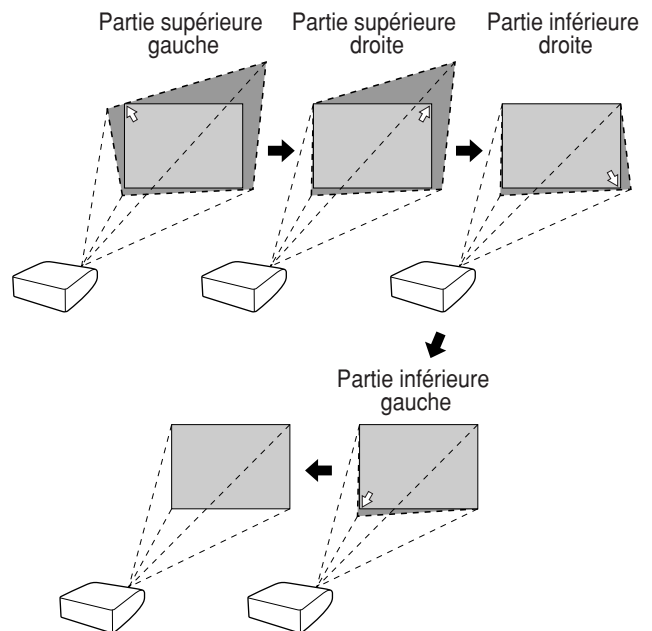 Partie supérieure
gauche
Partie supérieure
droite
Partie inférieure
droite
Partie inférieure
gauche